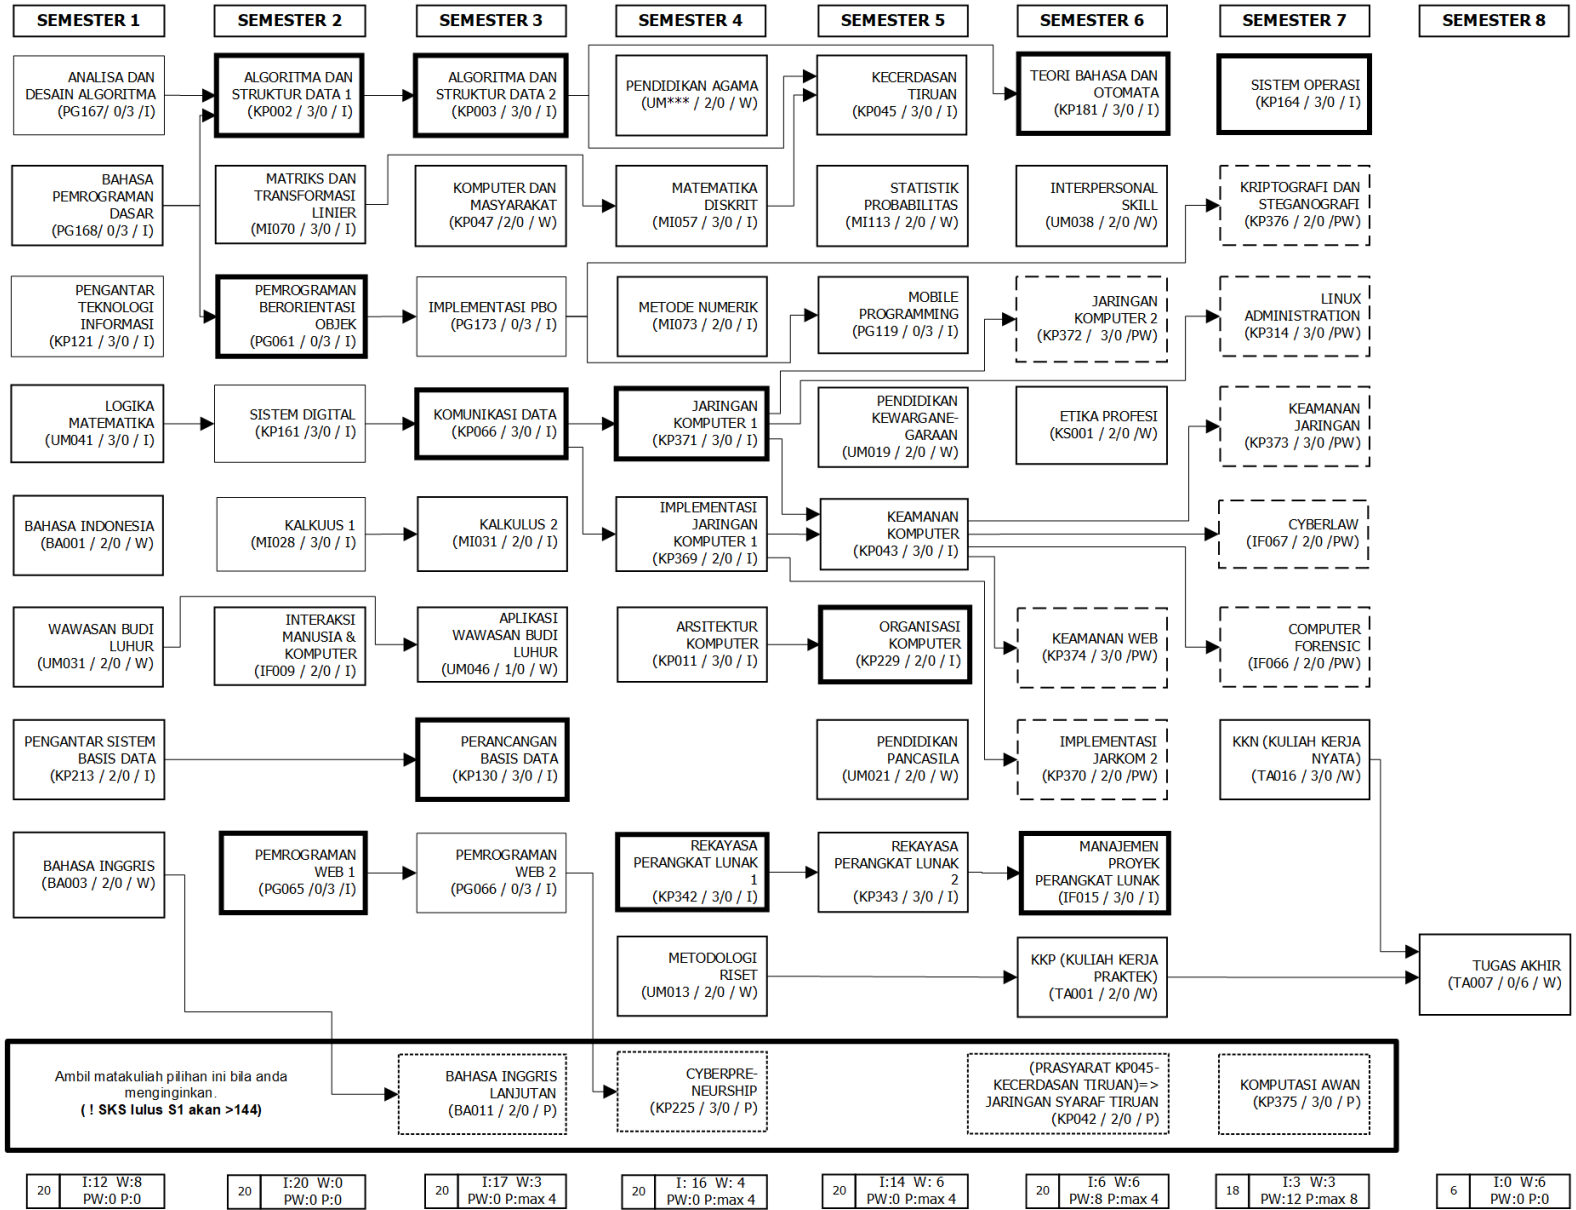 SEMESTER 1
SEMESTER 2
SEMESTER 3
SEMESTER 4
SEMESTER 5
SEMESTER 6
SEMESTER 7
SEMESTER 8
ANALISA DAN
DESAIN ALGORITMA
(PG167/ 0/3 /I)
ALGORITMA DAN
STRUKTUR DATA 1
(KP002 / 3/0 / I)
ALGORITMA DAN
STRUKTUR DATA 2
(KP003 / 3/0 / I)
PENDIDIKAN AGAMA
(UM*** / 2/0 / W)
KECERDASAN
TIRUAN
(KP045 / 3/0 / I)
TEORI BAHASA DAN
OTOMATA
(KP181 / 3/0 / I)
SISTEM OPERASI
(KP164 / 3/0 / I)
BAHASA
PEMROGRAMAN
DASAR
(PG168/ 0/3 / I)
MATRIKS DAN
TRANSFORMASI
LINIER
(MI070 / 3/0 / I)
KOMPUTER DAN
MASYARAKAT
(KP047 /2/0 / W)
MATEMATIKA
DISKRIT
(MI057 / 3/0 / I)
STATISTIK
PROBABILITAS
(MI113 / 2/0 / W)
INTERPERSONAL
SKILL
(UM038 / 2/0 /W)
KRIPTOGRAFI DAN
STEGANOGRAFI
(KP376 / 2/0 /PW)
PENGANTAR
TEKNOLOGI
INFORMASI
(KP121 / 3/0 / I)
PEMROGRAMAN
BERORIENTASI
OBJEK
(PG061 / 0/3 / I)
IMPLEMENTASI PBO
(PG173 / 0/3 / I)
METODE NUMERIK
(MI073 / 2/0 / I)
MOBILE
PROGRAMMING
(PG119 / 0/3 / I)
JARINGAN
KOMPUTER 2
(KP372 / 3/0 /PW)
LINUX
ADMINISTRATION
(KP314 / 3/0 /PW)
LOGIKA
MATEMATIKA
(UM041 / 3/0 / I)
SISTEM DIGITAL
(KP161 /3/0 / I)
KOMUNIKASI DATA
(KP066 / 3/0 / I)
JARINGAN
KOMPUTER 1
(KP371 / 3/0 / I)
PENDIDIKAN
KEWARGANE-
GARAAN
(UM019 / 2/0 / W)
ETIKA PROFESI
(KS001 / 2/0 /W)
KEAMANAN
JARINGAN
(KP373 / 3/0 /PW)
BAHASA INDONESIA
(BA001 / 2/0 / W)
KALKUUS 1
(MI028 / 3/0 / I)
KALKULUS 2
(MI031 / 2/0 / I)
IMPLEMENTASI
JARINGAN
KOMPUTER 1
(KP369 / 2/0 / I)
KEAMANAN
KOMPUTER
(KP043 / 3/0 / I)
CYBERLAW
(IF067 / 2/0 /PW)
WAWASAN BUDI
LUHUR
(UM031 / 2/0 / W)
INTERAKSI
MANUSIA &
KOMPUTER
(IF009 / 2/0 / I)
APLIKASI
WAWASAN BUDI
LUHUR
(UM046 / 1/0 / W)
ARSITEKTUR
KOMPUTER
(KP011 / 3/0 / I)
ORGANISASI
KOMPUTER
(KP229 / 2/0 / I)
KEAMANAN WEB
(KP374 / 3/0 /PW)
COMPUTER
FORENSIC
(IF066 / 2/0 /PW)
PENGANTAR SISTEM
BASIS DATA
(KP213 / 2/0 / I)
PERANCANGAN
BASIS DATA
(KP130 / 3/0 / I)
PENDIDIKAN
PANCASILA
(UM021 / 2/0 / W)
IMPLEMENTASI
JARKOM 2
(KP370 / 2/0 /PW)
KKN (KULIAH KERJA
NYATA)
(TA016 / 3/0 /W)
BAHASA INGGRIS
(BA003 / 2/0 / W)
PEMROGRAMAN
WEB 1
(PG065 /0/3 /I)
PEMROGRAMAN
WEB 2
(PG066 / 0/3 / I)
REKAYASA
PERANGKAT LUNAK
1
(KP342 / 3/0 / I)
REKAYASA
PERANGKAT LUNAK
2
(KP343 / 3/0 / I)
MANAJEMEN
PROYEK
PERANGKAT LUNAK
(IF015 / 3/0 / I)
METODOLOGI
RISET
(UM013 / 2/0 / W)
KKP (KULIAH KERJA
PRAKTEK)
(TA001 / 2/0 /W)
TUGAS AKHIR
(TA007 / 0/6 / W)
Ambil matakuliah pilihan ini bila anda
menginginkan.
( ! SKS lulus S1 akan >144)
BAHASA INGGRIS
LANJUTAN
(BA011 / 2/0 / P)
CYBERPRE-
NEURSHIP
(KP225 / 3/0 / P)
(PRASYARAT KP045-
KECERDASAN TIRUAN)=>
JARINGAN SYARAF TIRUAN
(KP042 / 2/0 / P)
KOMPUTASI AWAN
(KP375 / 3/0 / P)
20
I:12 W:8
PW:0 P:0
20
I:20 W:0
PW:0 P:0
20
I:17 W:3
PW:0 P:max 4
20
I: 16 W: 4
PW: 0 P:max 4
20
I:14 W: 6
PW:0 P:max 4
20
I:6 W:6
PW:8 P:max 4
18
I:3 W:3
PW:12 P:max 8
6
I:0 W:6
PW:0 P:0